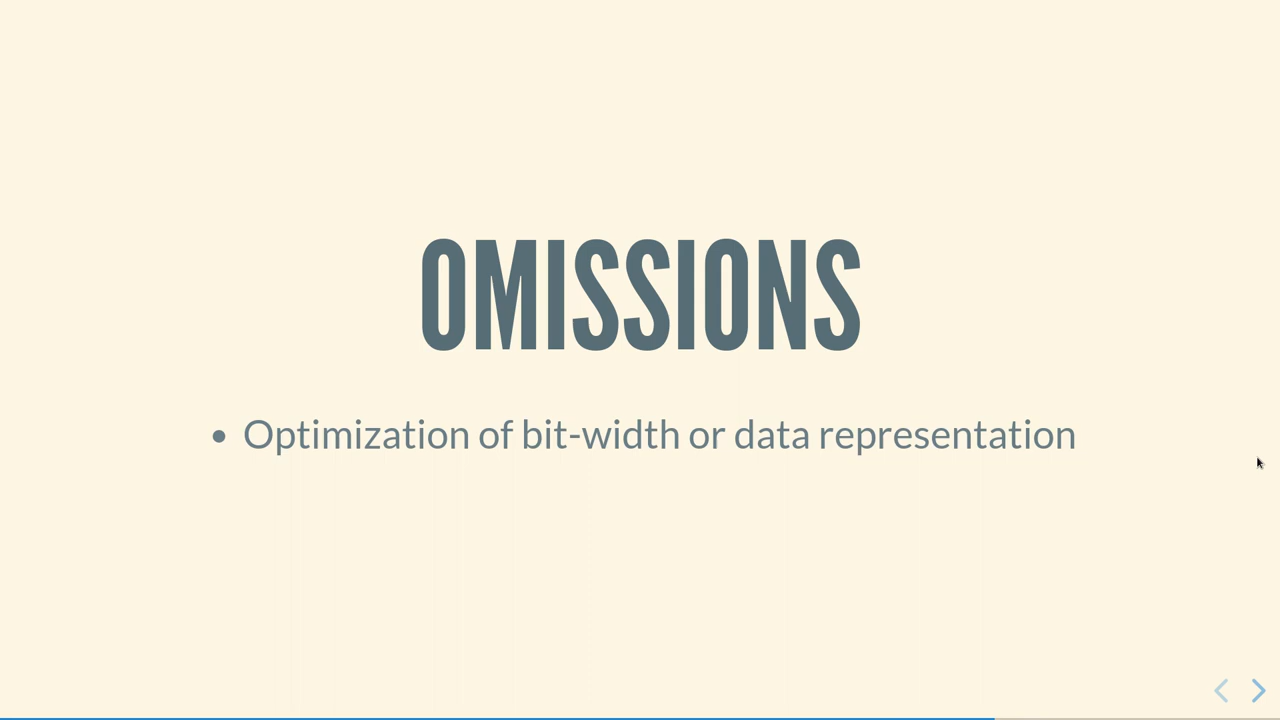 OMISSIONS
• Optimization of bit-width or data representation